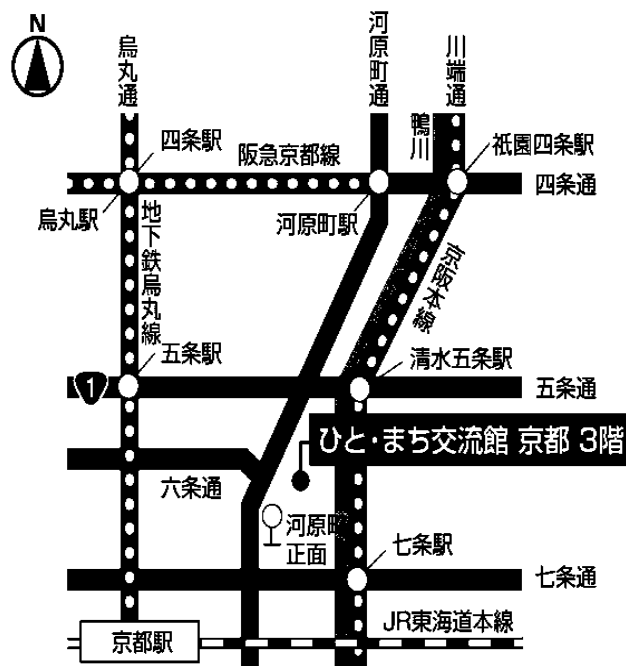 N
烏丸通
河原町通
川端通
鴨川
四条駅
阪急京都線
祇園四条駅
四条通
烏丸駅
河原町駅
地下鉄烏丸線
京阪本線
五条駅
清水五条駅
1
五条通
ひと・まち交流館 京都 3階
六条通
河原町
正面
七条駅
七条通
JR東海道本線
京都駅